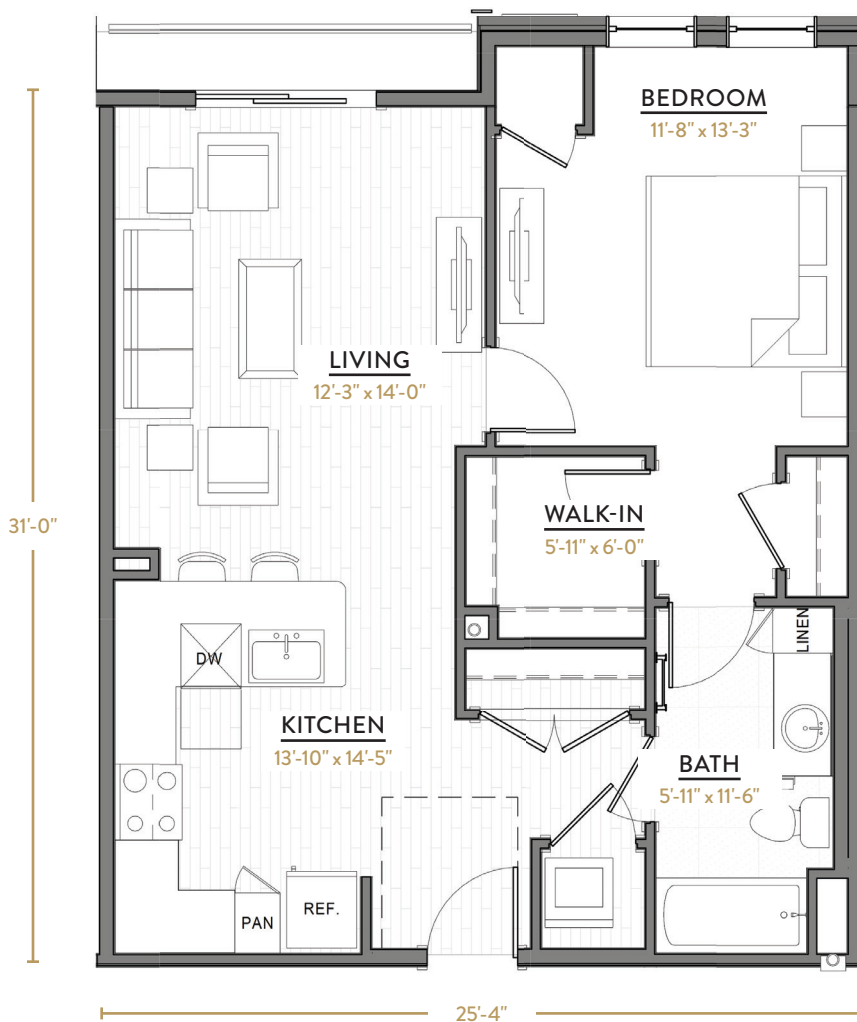 BEDROOM
11'-8" x 13'-3"
LIVING
12'-3" x 14'-0"
31'-0"
WALK-IN
5'-11" x 6'-0"
LINEN
DW
KITCHEN
13'-10" x 14'-5"
BATH
5'-11" x 11'-6"
REF.
PAN
25'-4"